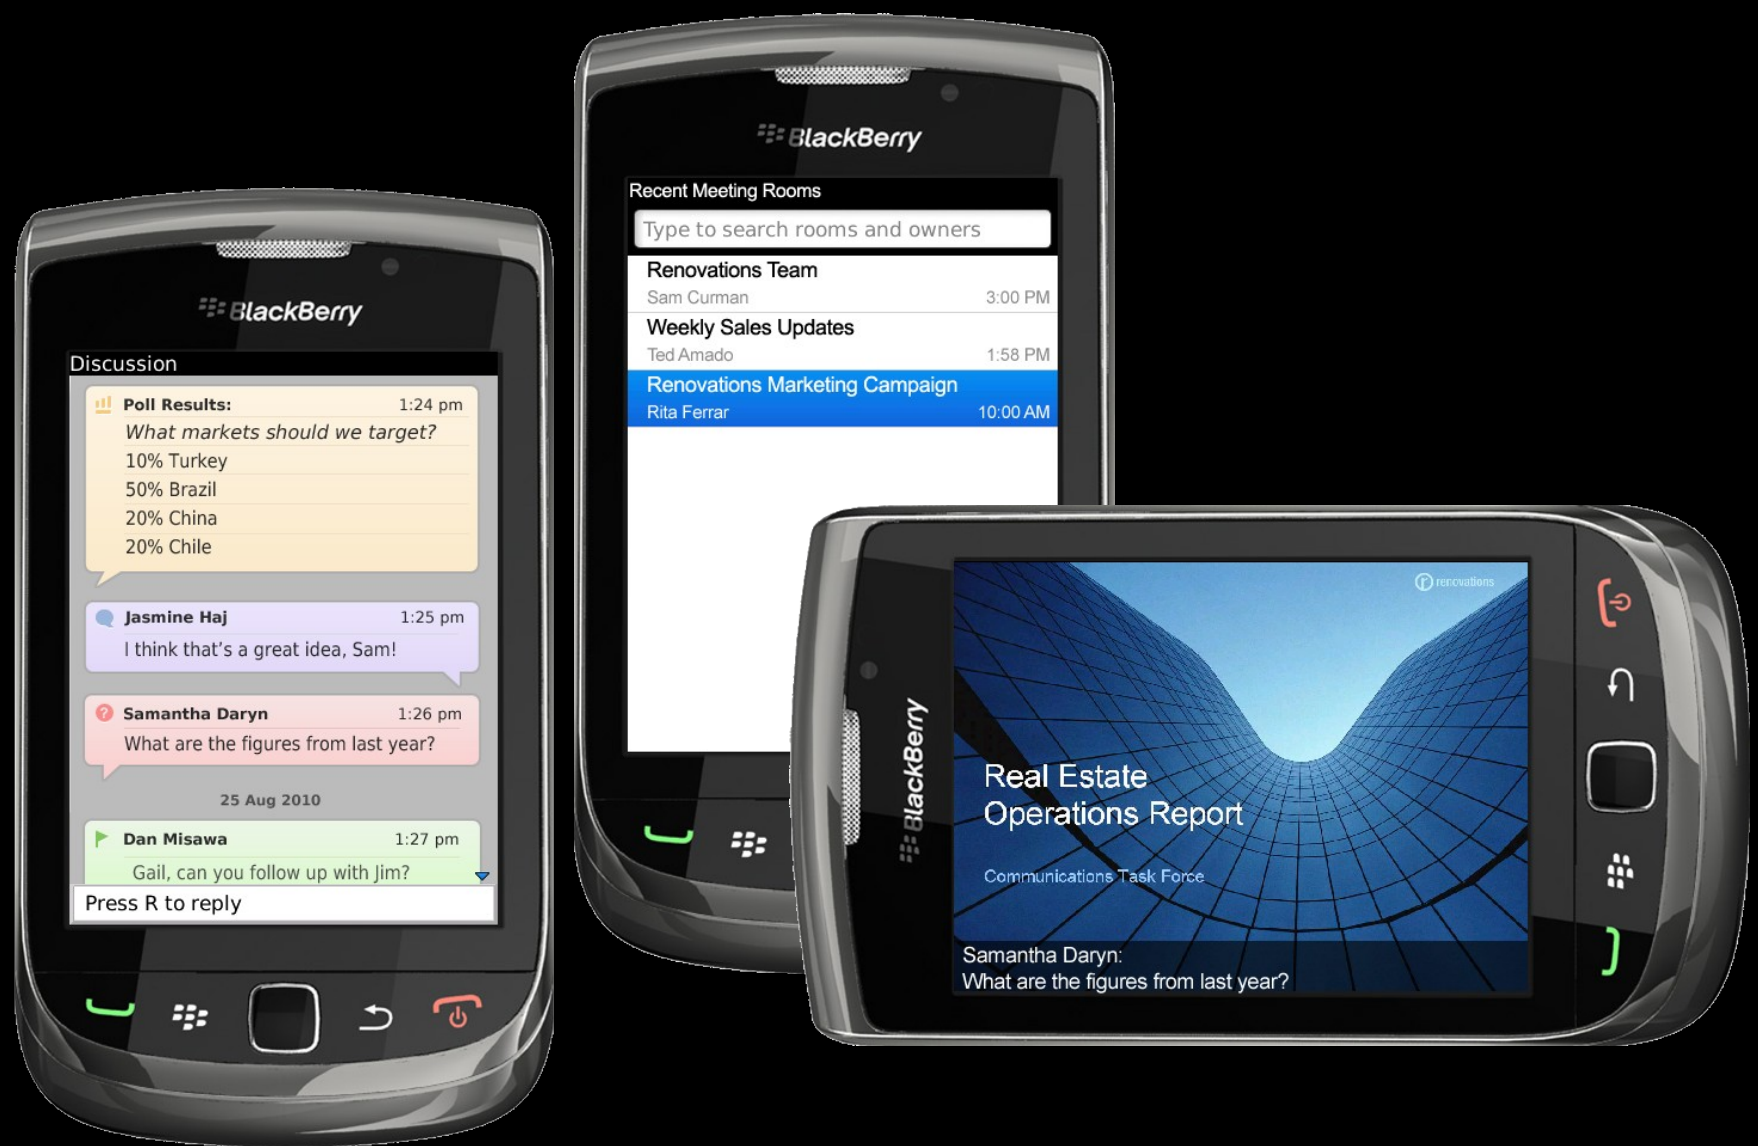 BlackBerry
Discussion
Poll Results: 1:24 pm
What markets should we target?
10% Turkey
50% Brazil
20% China
20% Chile
Jasmine Haj 1:25 pm
I think that's a great idea, Sam!
Samantha Daryn 1:26 pm
What are the figures from last year?
25 Aug 2010
Dan Misawa 1:27 pm
Gail, can you follow up with Jim?
Press R to reply
BlackBerry
Recent Meeting Rooms
Type to search rooms and owners
Renovations Team
Sam Curman 3:00 PM
Weekly Sales Updates
Ted Amado 1:58 PM
Renovations Marketing Campaign
Rita Ferrar 10:00 AM
BlackBerry
r renovations
Real Estate
Operations Report
Communications Task Force
Samantha Daryn:
What are the figures from last year?